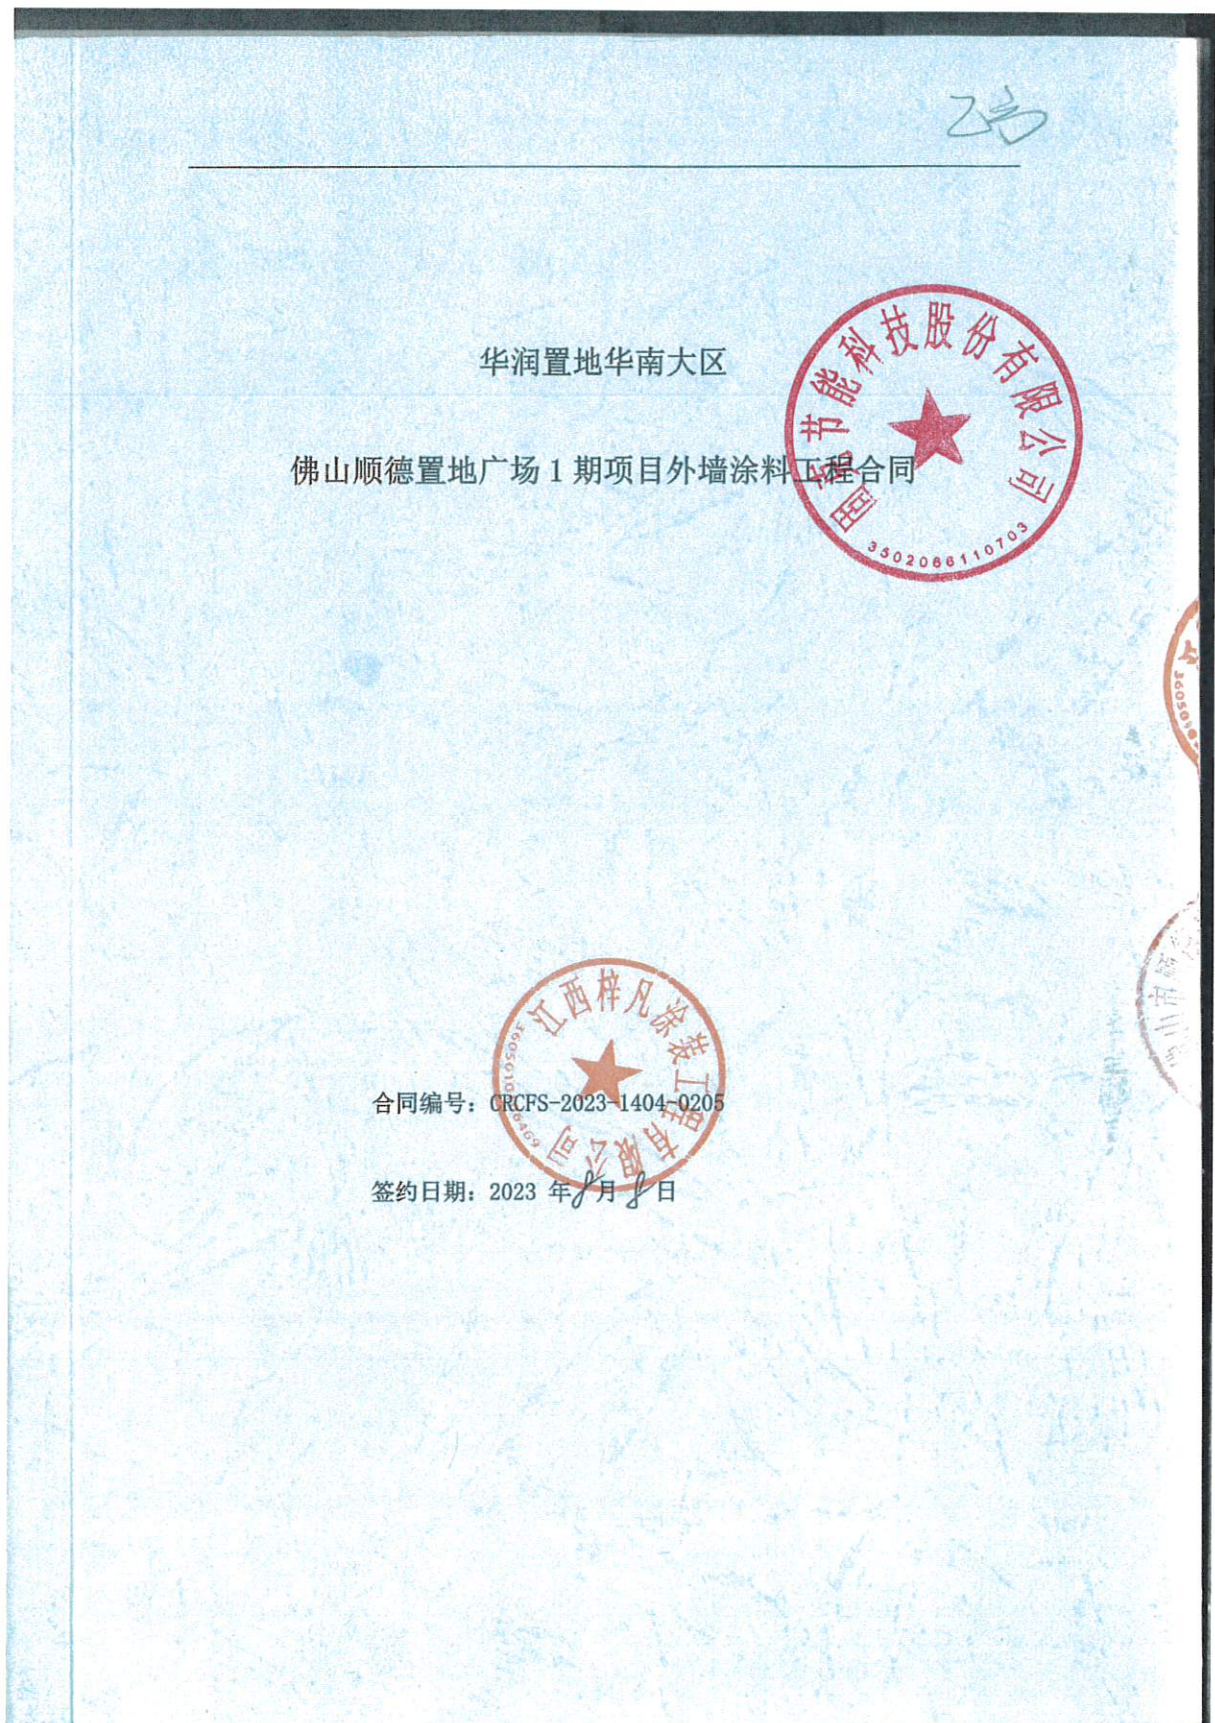 华润置地华南大区
佛山顺德置地广场 1 期项目外墙涂料工程合同
节能科技股份有限公司
3502066110703
江西梓凡涂装工程有限公司
合同编号：CRCFS-2023-1404-0205
签约日期：2023 年 8 月 8 日